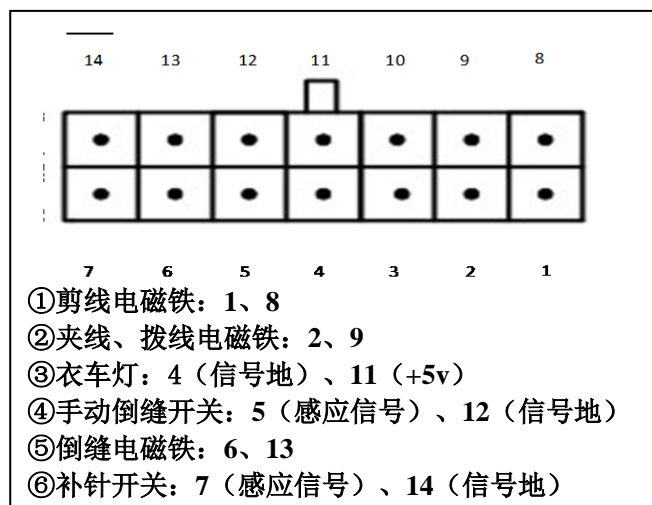 14 13 12 11 10 9 8
7 6 5 4 3 2 1
①剪线电磁铁：1、8
②夹线、拨线电磁铁：2、9
③衣车灯：4（信号地）、11（+5v）
④手动倒缝开关：5（感应信号）、12（信号地）
⑤倒缝电磁铁：6、13
⑥补针开关：7（感应信号）、14（信号地）